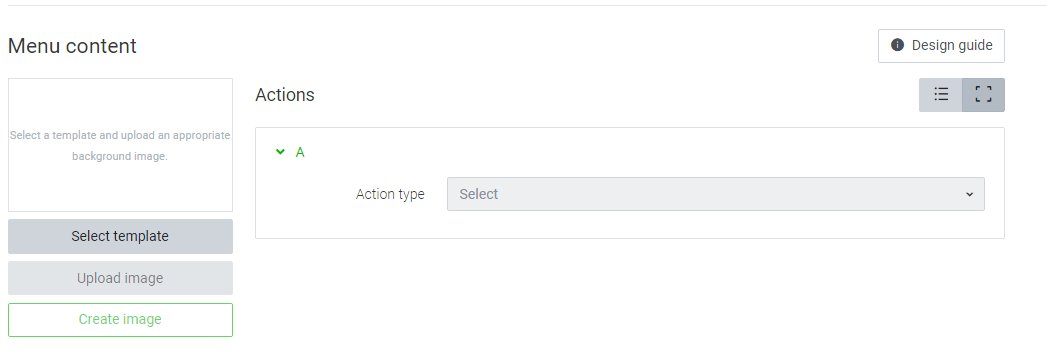 Menu content
Design guide
Select a template and upload an appropriate
background image.
Select template
Upload image
Create image
Actions
A
Action type
Select